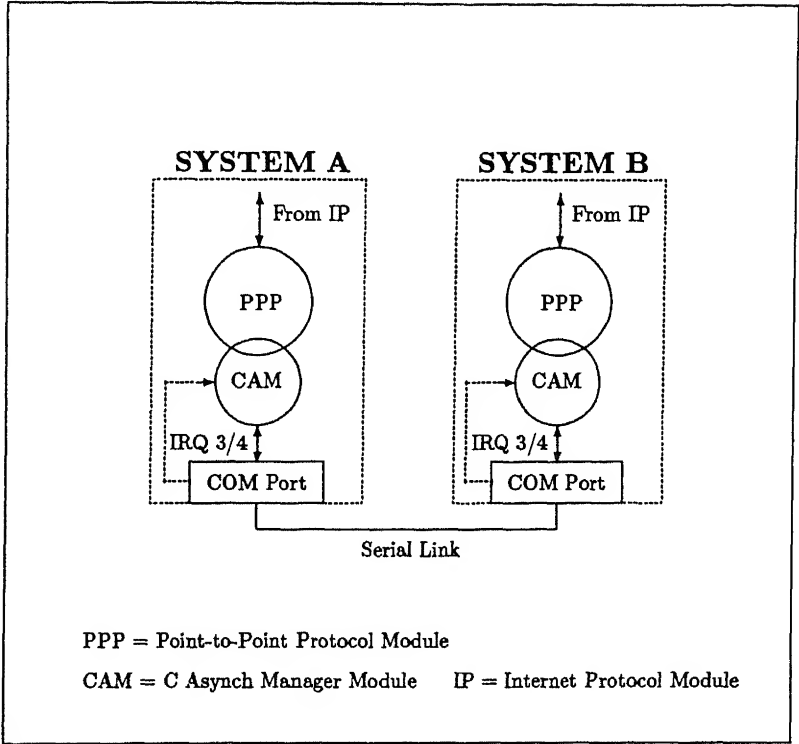 SYSTEM A
SYSTEM B
From IP
From IP
PPP
PPP
CAM
CAM
IRQ 3/4
IRQ 3/4
COM Port
COM Port
Serial Link
PPP = Point-to-Point Protocol Module
CAM = C Asynch Manager Module
IP = Internet Protocol Module